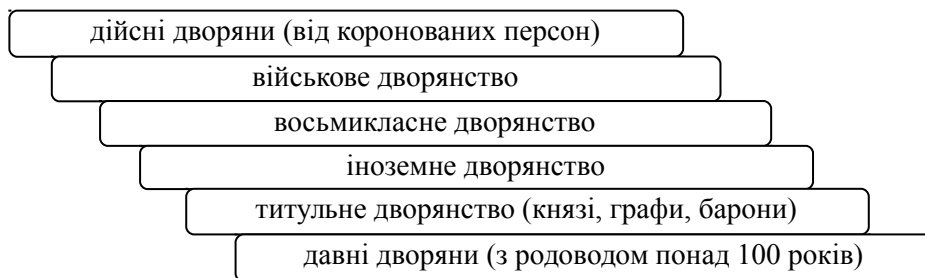 дійсні дворяни (від коронованих персон)
військове дворянство
восьмикласне дворянство
іноземне дворянство
титульне дворянство (князі, графи, барони)
давні дворяни (з родоводом понад 100 років)